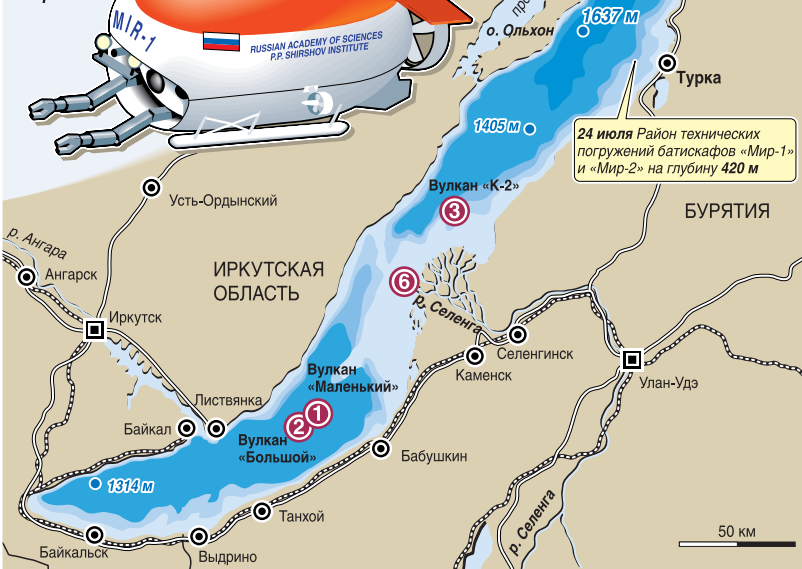 MIR-1
RUSSIAN ACADEMY OF SCIENCES
P.P. SHIRSHOV INSTITUTE
1637 м
о. Ольхон
Турка
1405 м
24 июля Район технических
погружений батискафов «Мир-1»
и «Мир-2» на глубину 420 м
Вулкан «К-2»
3
Усть-Ордынский
БУРЯТИЯ
р. Ангара
Ангарск
ИРКУТСКАЯ
ОБЛАСТЬ
6
р. Селенга
Иркутск
Селенгинск
Каменск
Улан-Удэ
Вулкан
«Маленький»
Листвянка
1
2
Байкал
Вулкан
«Большой»
Бабушкин
1314 м
Танхой
р. Селенга
50 км
Байкальск
Выдрино